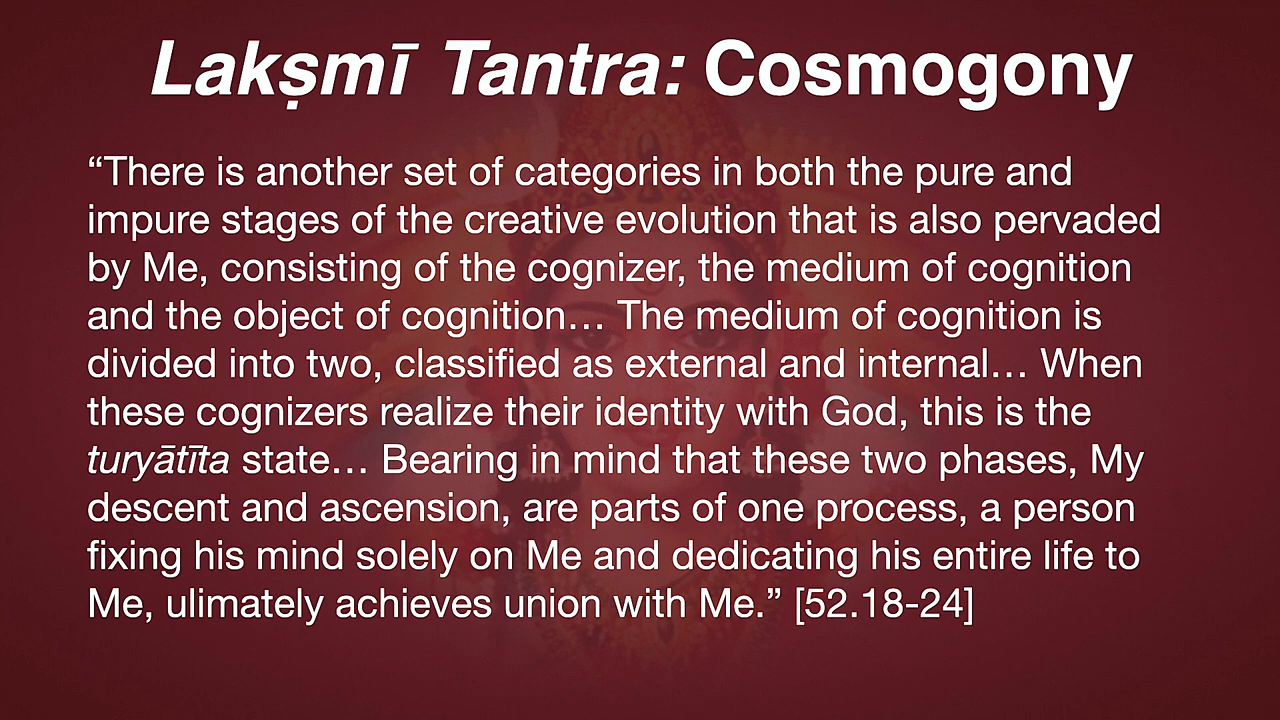 Lakṣmī Tantra: Cosmogony
“There is another set of categories in both the pure and
impure stages of the creative evolution that is also pervaded
by Me, consisting of the cognizer, the medium of cognition
and the object of cognition… The medium of cognition is
divided into two, classified as external and internal… When
these cognizers realize their identity with God, this is the
turyātīta state… Bearing in mind that these two phases, My
descent and ascension, are parts of one process, a person
fixing his mind solely on Me and dedicating his entire life to
Me, ulimately achieves union with Me.” [52.18-24]